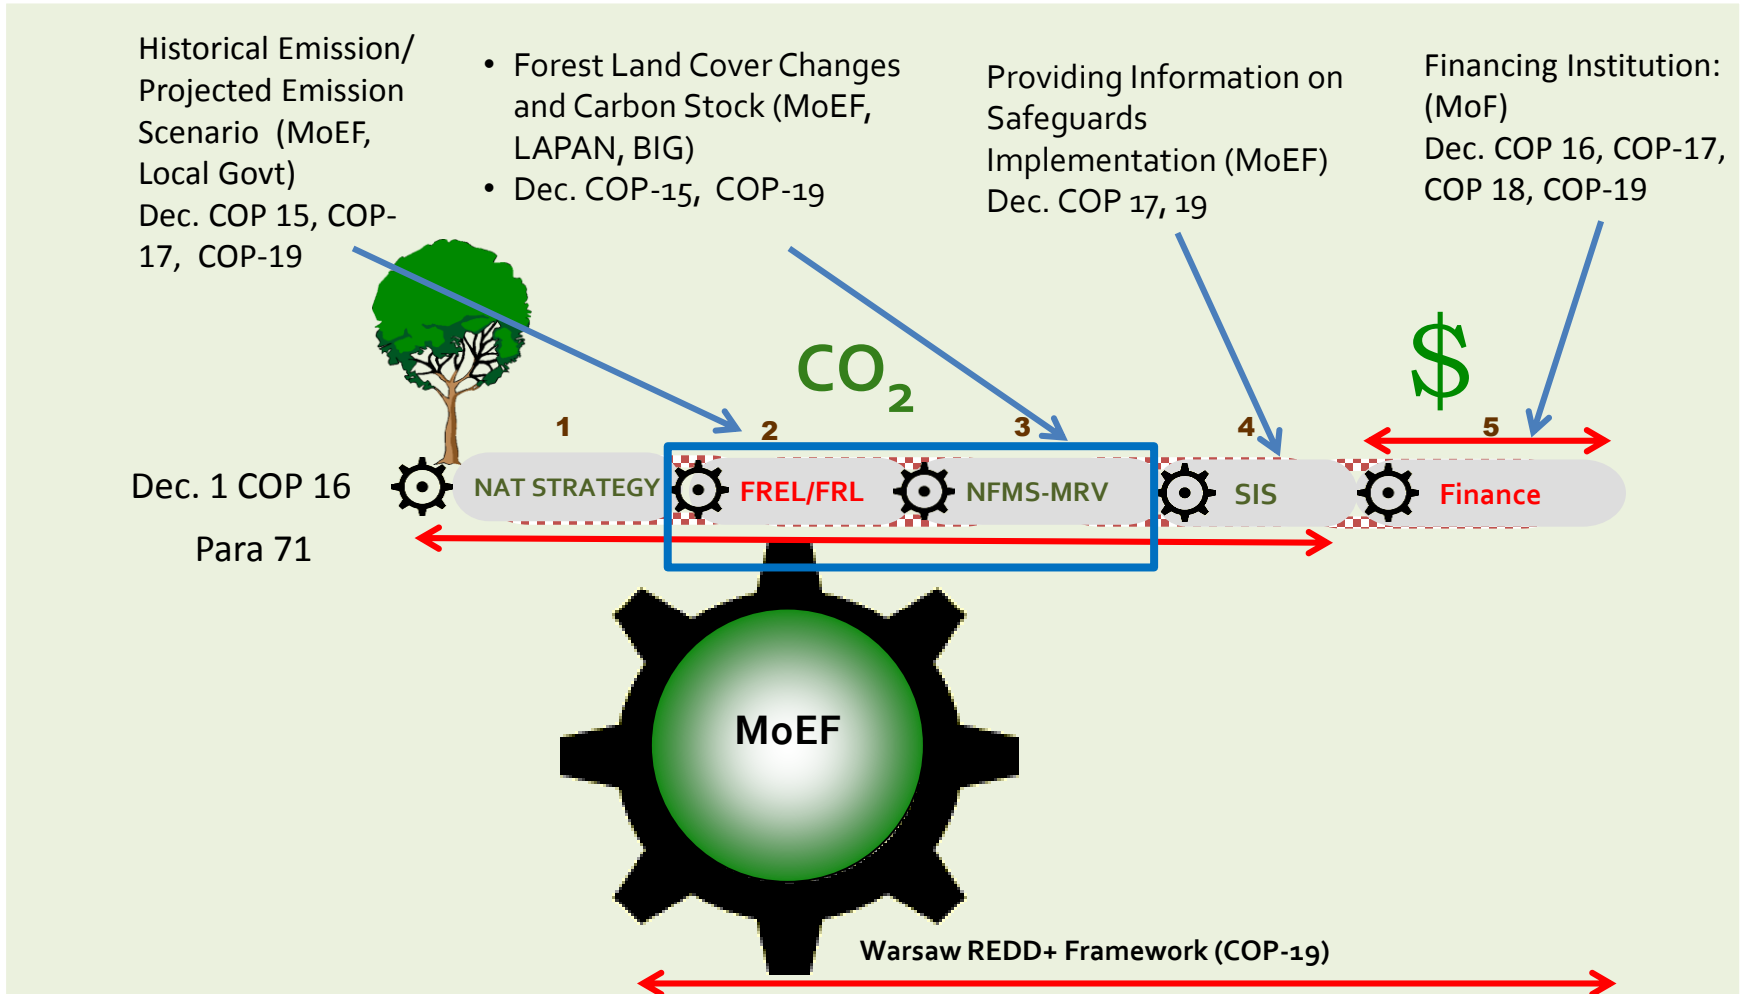 Historical Emission/
Projected Emission
Scenario (MoEF,
Local Govt)
Dec. COP 15, COP-
17, COP-19
• Forest Land Cover Changes
and Carbon Stock (MoEF,
LAPAN, BIG)
• Dec. COP-15, COP-19
Providing Information on
Safeguards
Implementation (MoEF)
Dec. COP 17, 19
Financing Institution:
(MoF)
Dec. COP 16, COP-17,
COP 18, COP-19
CO₂
$
1
2
3
4
5
Dec. 1 COP 16
Para 71
NAT STRATEGY
FREL/FRL
NFMS-MRV
SIS
Finance
MoEF
Warsaw REDD+ Framework (COP-19)